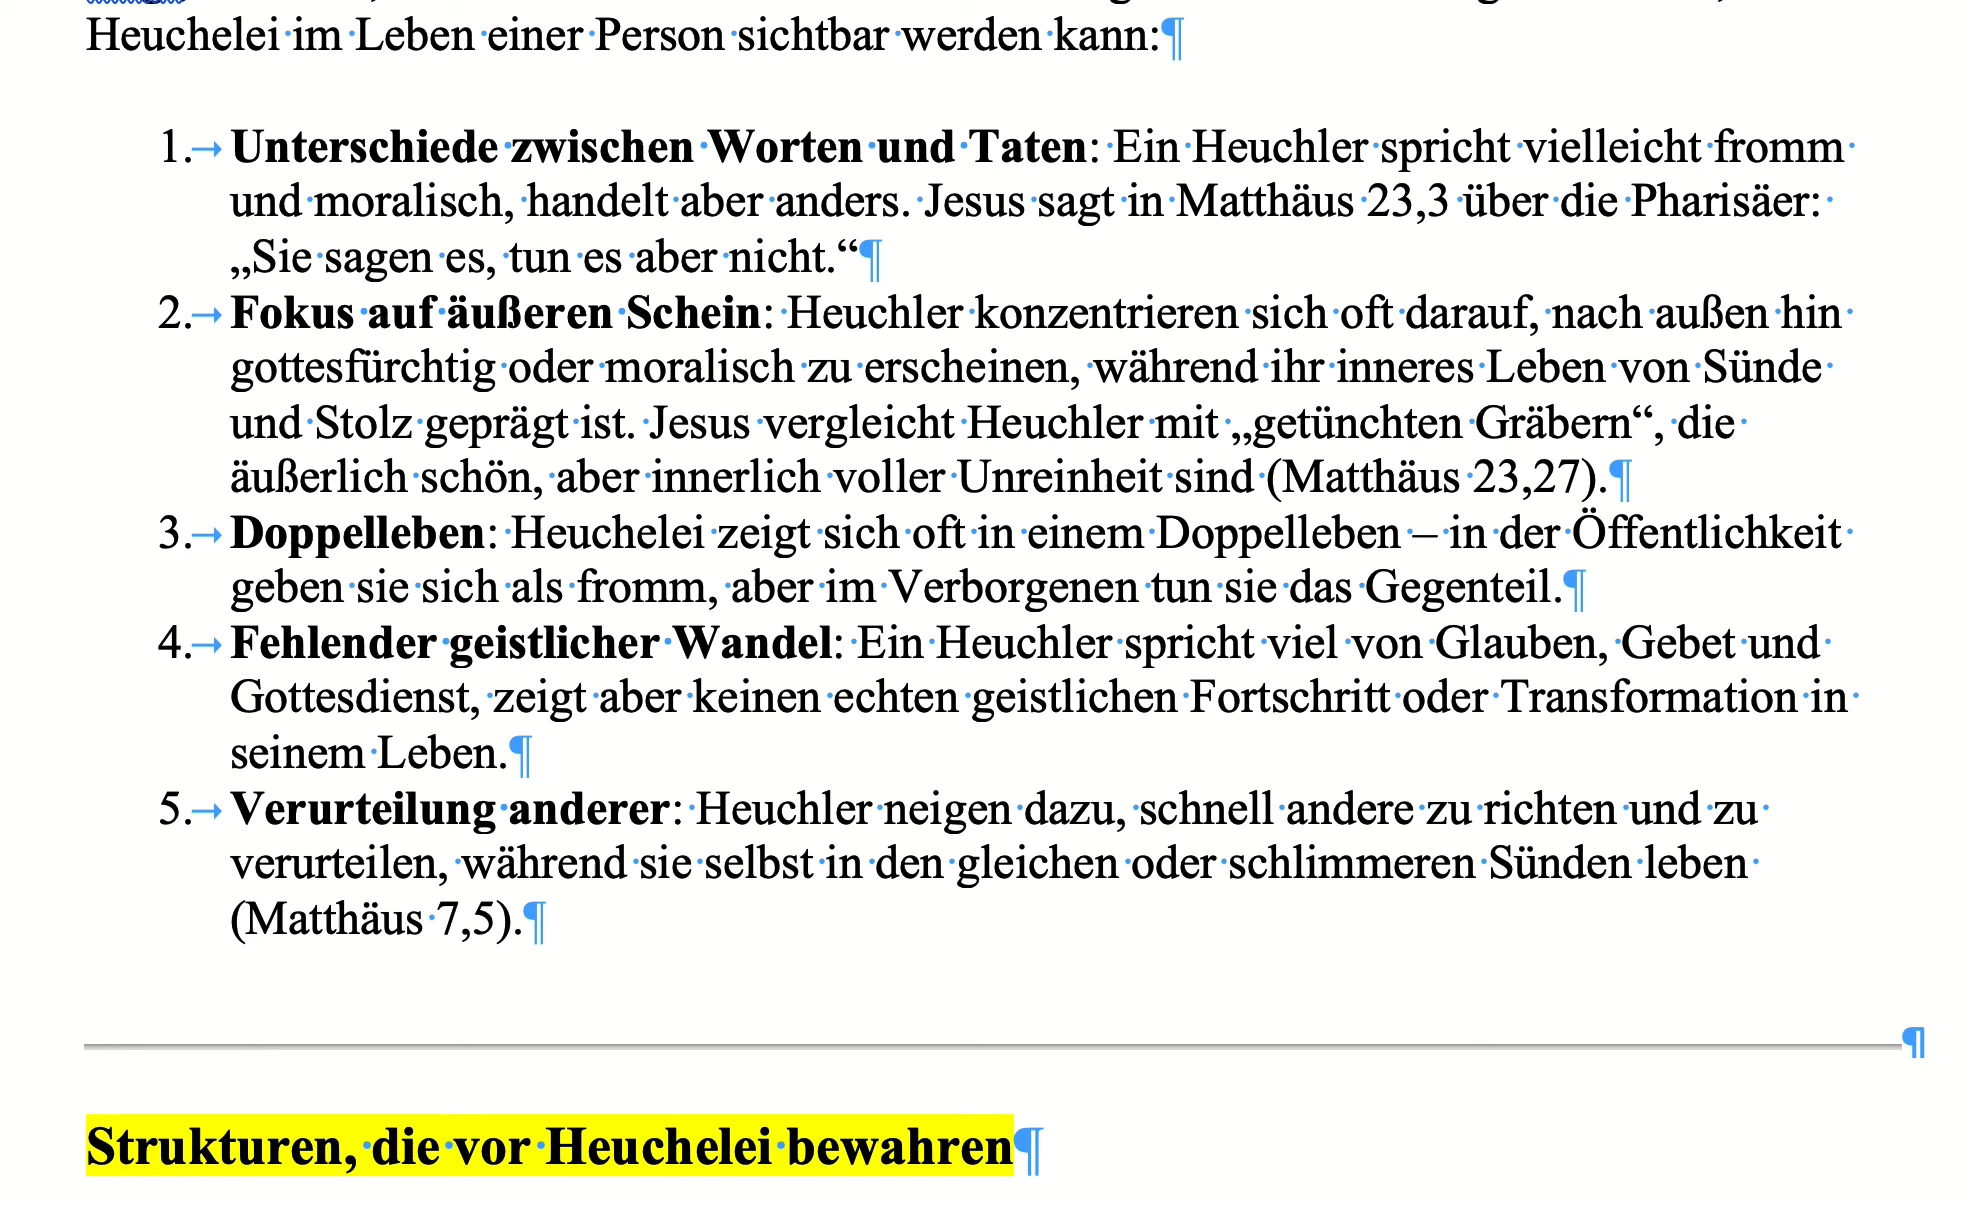 Heuchelei im Leben einer Person sichtbar werden kann:¶
1.→ Unterschiede zwischen Worten und Taten: Ein Heuchler spricht vielleicht fromm
und moralisch, handelt aber anders. Jesus sagt in Matthäus 23,3 über die Pharisäer:
„Sie sagen es, tun es aber nicht.“¶
2.→ Fokus auf äußeren Schein: Heuchler konzentrieren sich oft darauf, nach außen hin
gottesfürchtig oder moralisch zu erscheinen, während ihr inneres Leben von Sünde
und Stolz geprägt ist. Jesus vergleicht Heuchler mit „getünchten Gräbern“, die
äußerlich schön, aber innerlich voller Unreinheit sind (Matthäus 23,27).¶
3.→ Doppelleben: Heuchelei zeigt sich oft in einem Doppelleben – in der Öffentlichkeit
geben sie sich als fromm, aber im Verborgenen tun sie das Gegenteil.¶
4.→ Fehlender geistlicher Wandel: Ein Heuchler spricht viel von Glauben, Gebet und
Gottesdienst, zeigt aber keinen echten geistlichen Fortschritt oder Transformation in
seinem Leben.¶
5.→ Verurteilung anderer: Heuchler neigen dazu, schnell andere zu richten und zu
verurteilen, während sie selbst in den gleichen oder schlimmeren Sünden leben
(Matthäus 7,5).¶
¶
Strukturen, die vor Heuchelei bewahren¶